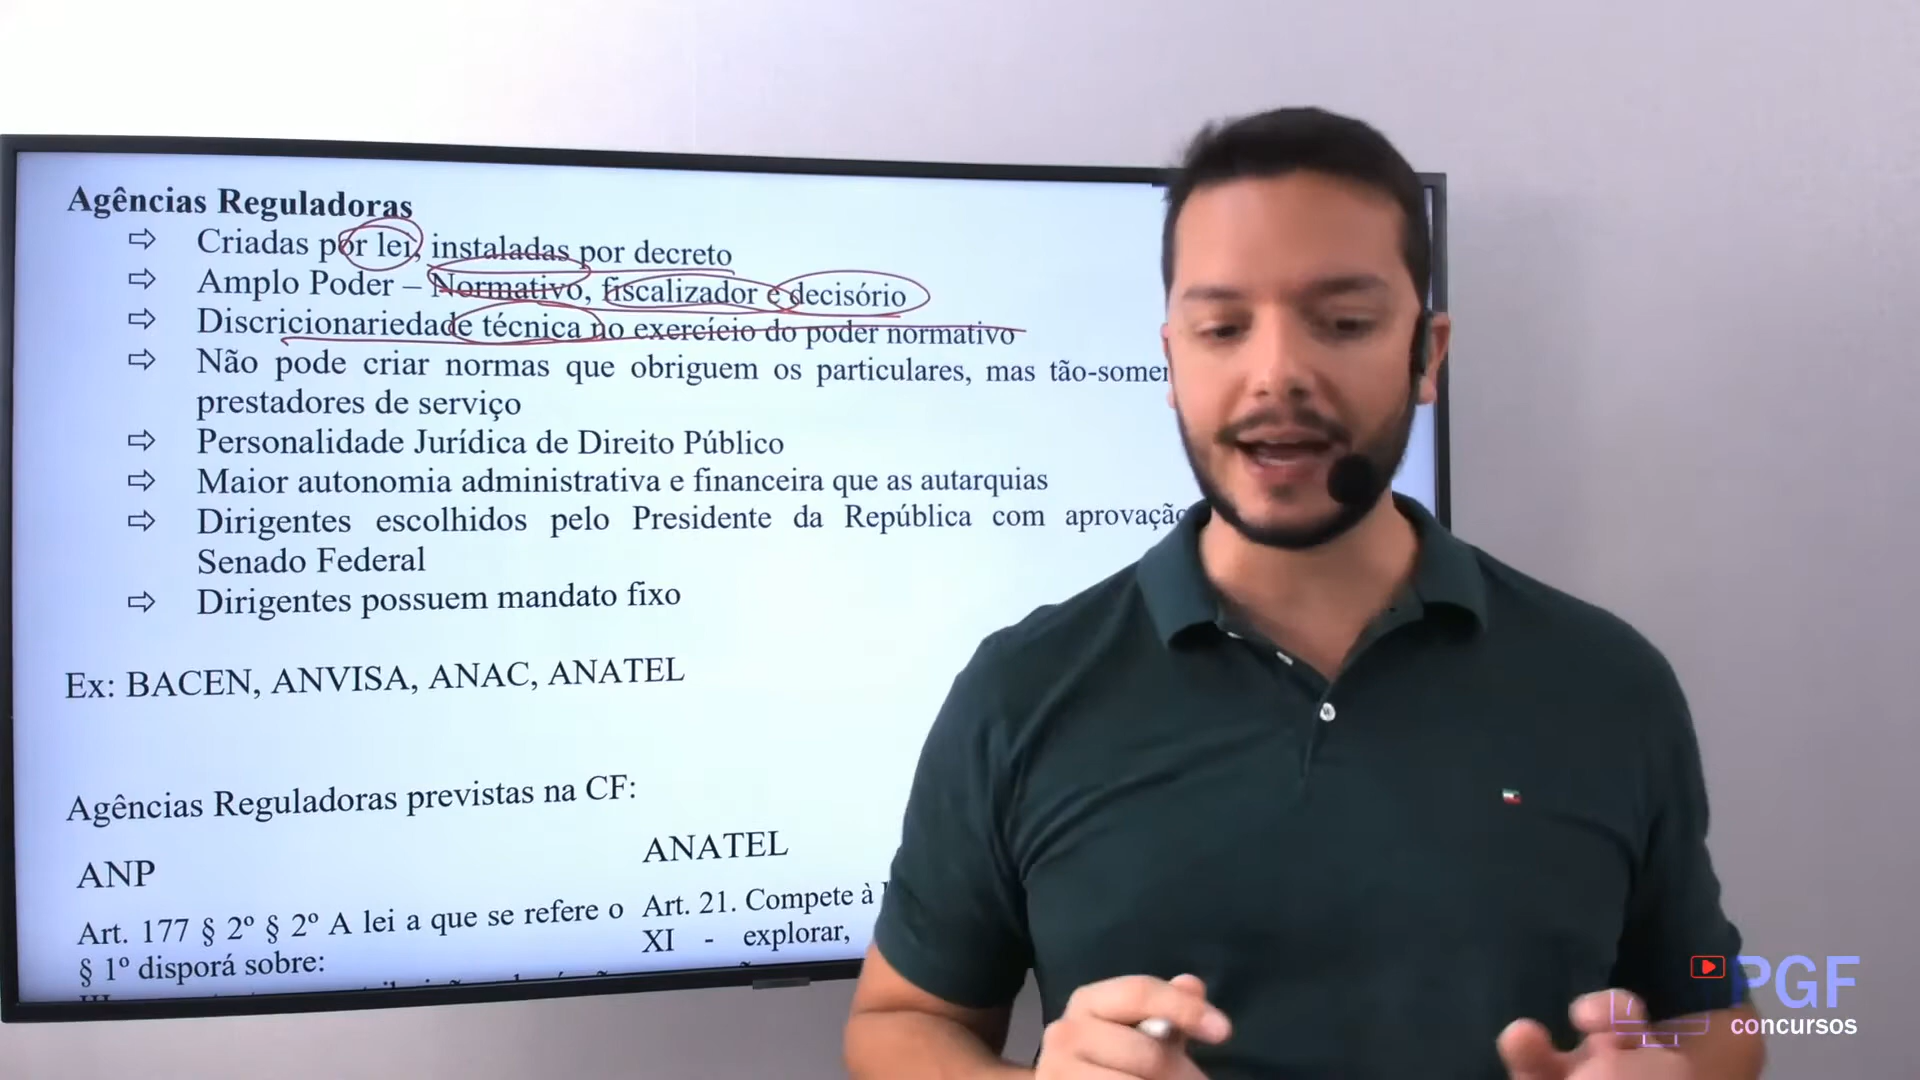 Agências Reguladoras
⇨ Criadas por lei, instaladas por decreto
⇨ Amplo Poder – Normativo, fiscalizador e decisório
⇨ Discricionariedade técnica no exercício do poder normativo
⇨ Não pode criar normas que obriguem os particulares, mas
prestadores de serviço
⇨ Personalidade Jurídica de Direito Público
⇨ Maior autonomia administrativa e financeira que as autarquias
⇨ Dirigentes escolhidos pelo Presidente da República com aprovação
Senado Federal
⇨ Dirigentes possuem mandato fixo
Ex: BACEN, ANVISA, ANAC, ANATEL
Agências Reguladoras previstas na CF:
ANP
Art. 177 § 2º § 2º A lei a que se refere o
§ 1º disporá sobre:
ANATEL
Art. 21. Compete à
XI - explorar,
PGF
concursos